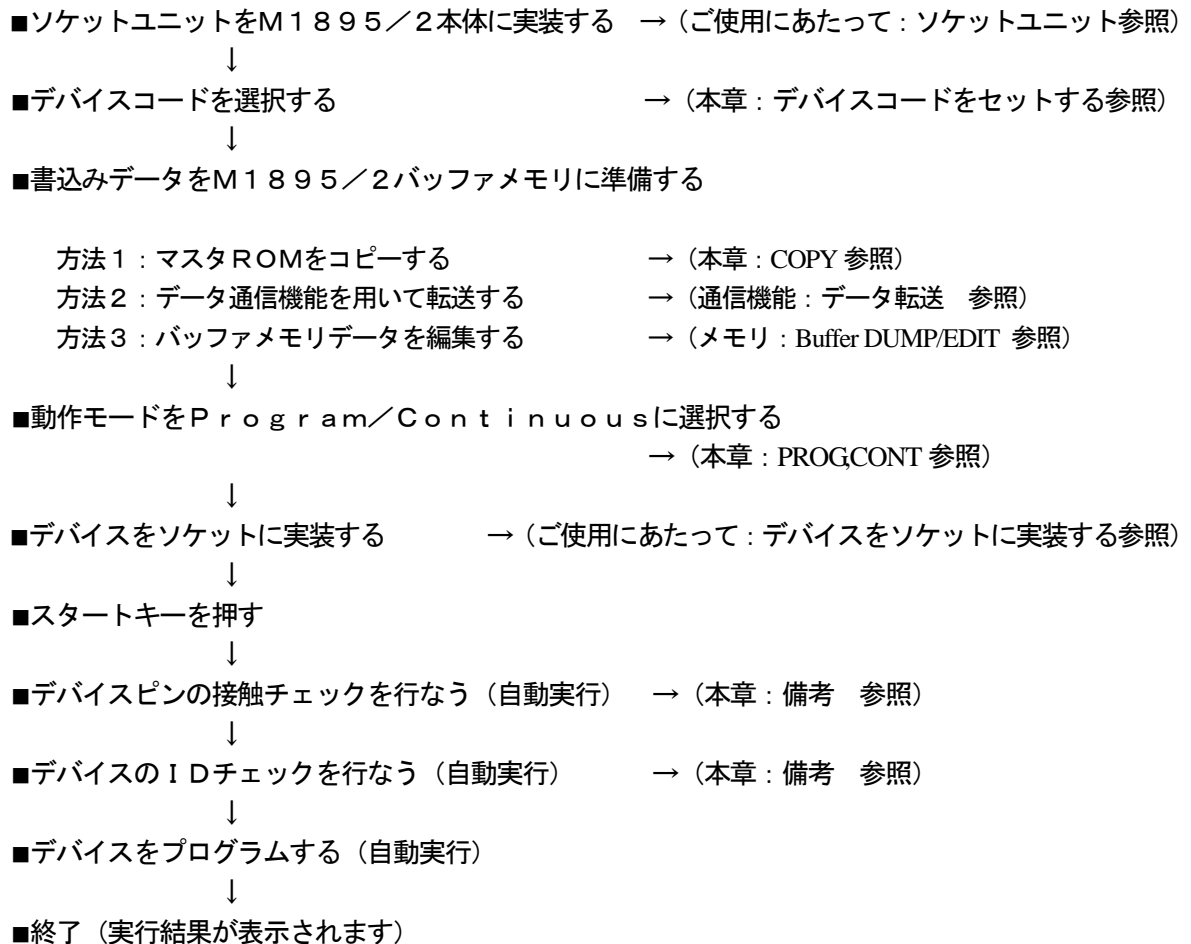 ■ソケットユニットをM1895/2本体に実装する →(ご使用にあたって:ソケットユニット参照)
↓
■デバイスコードを選択する →(本章:デバイスコードをセットする参照)
↓
■書込みデータをM1895/2バッファメモリに準備する
方法1:マスタROMをコピーする →(本章:COPY 参照)
方法2:データ通信機能を用いて転送する →(通信機能:データ転送 参照)
方法3:バッファメモリデータを編集する →(メモリ:Buffer DUMP/EDIT 参照)
↓
■動作モードをProgram/Continuousに選択する
→(本章:PROG,CONT 参照)
↓
■デバイスをソケットに実装する →(ご使用にあたって:デバイスをソケットに実装する参照)
↓
■スタートキーを押す
↓
■デバイスピンの接触チェックを行なう(自動実行) →(本章:備考 参照)
↓
■デバイスのIDチェックを行なう(自動実行) →(本章:備考 参照)
↓
■デバイスをプログラムする(自動実行)
↓
■終了(実行結果が表示されます)